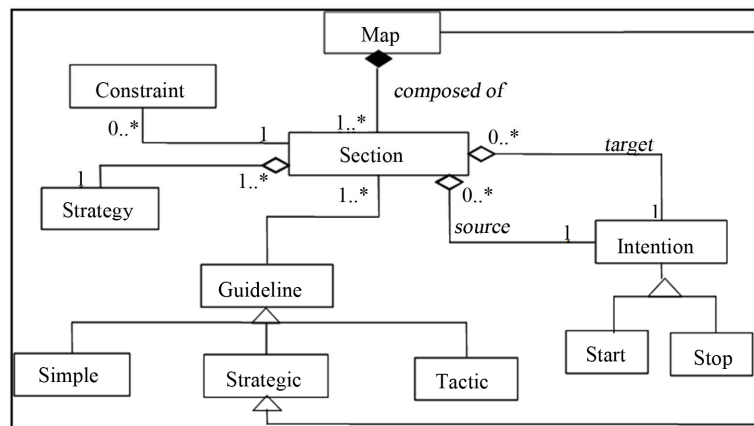 Map
composed of
Constraint
0..*
1
1..*
Section
0..*
target
1
Strategy
1..*
1..*
0..*
source
1
1
Intention
Guideline
Start
Stop
Simple
Strategic
Tactic